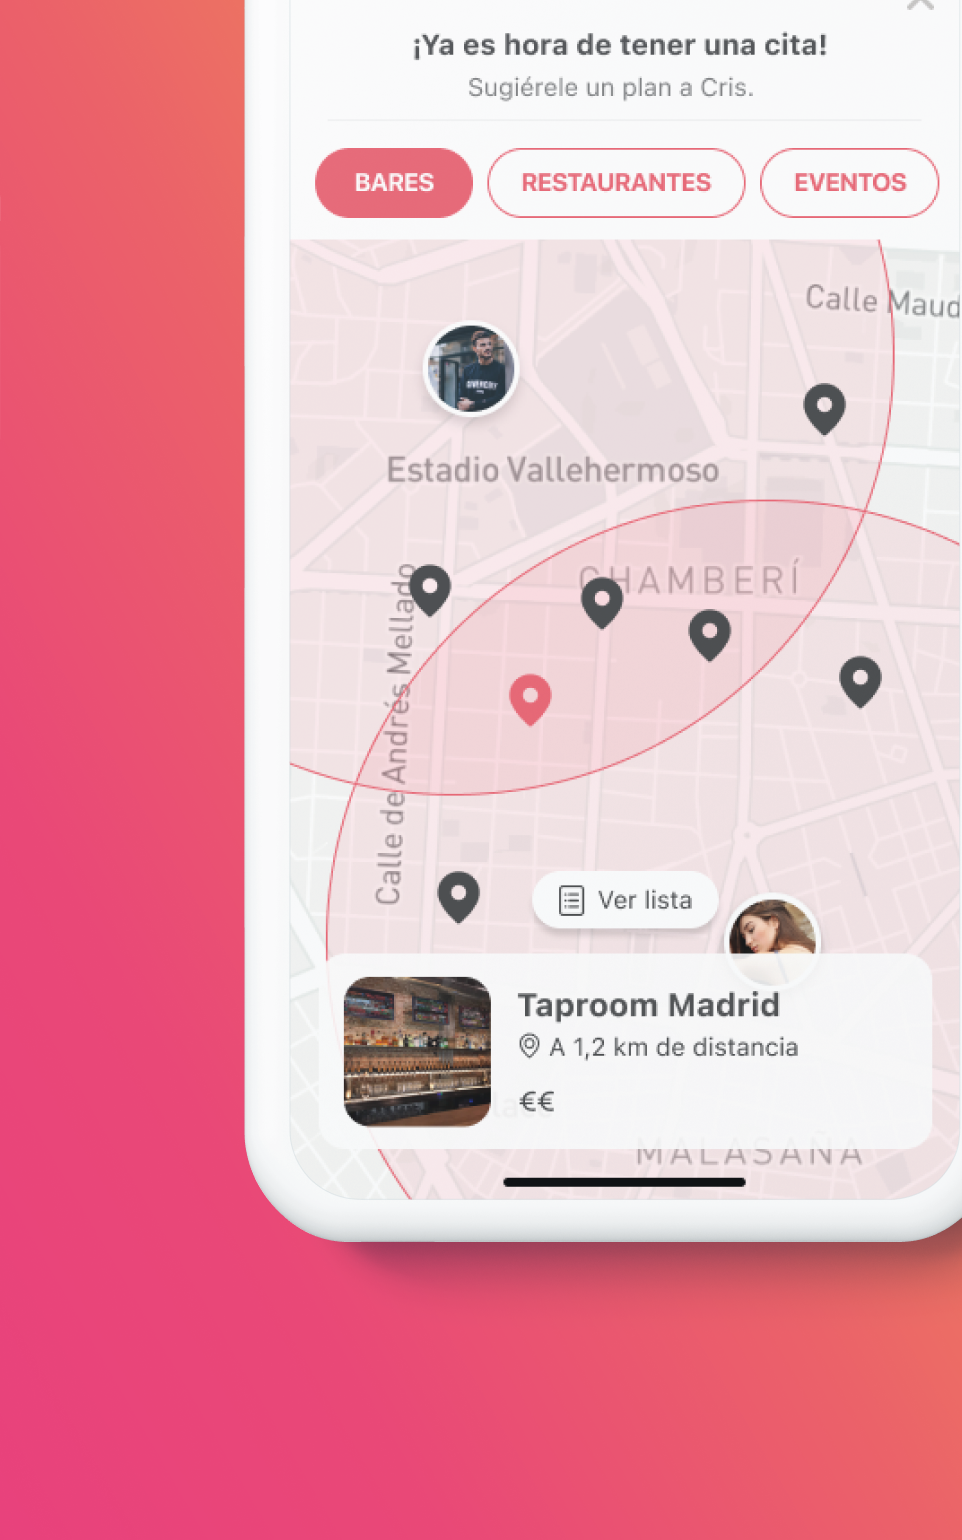 ¡Ya es hora de tener una cita!
Sugiérele un plan a Cris.
BARES
RESTAURANTES
EVENTOS
Calle Maud
Estadio Vallehermoso
CHAMBERÍ
Calle de Andrés Mellado
Ver lista
Taproom Madrid
A 1,2 km de distancia
€€
MALASAÑA